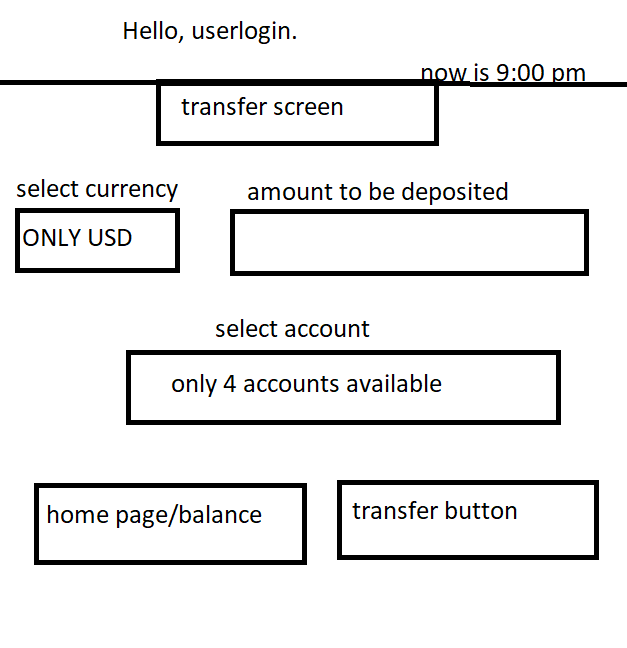 Hello, userlogin.
now is 9:00 pm
transfer screen
select currency
amount to be deposited
ONLY USD
select account
only 4 accounts available
home page/balance
transfer button